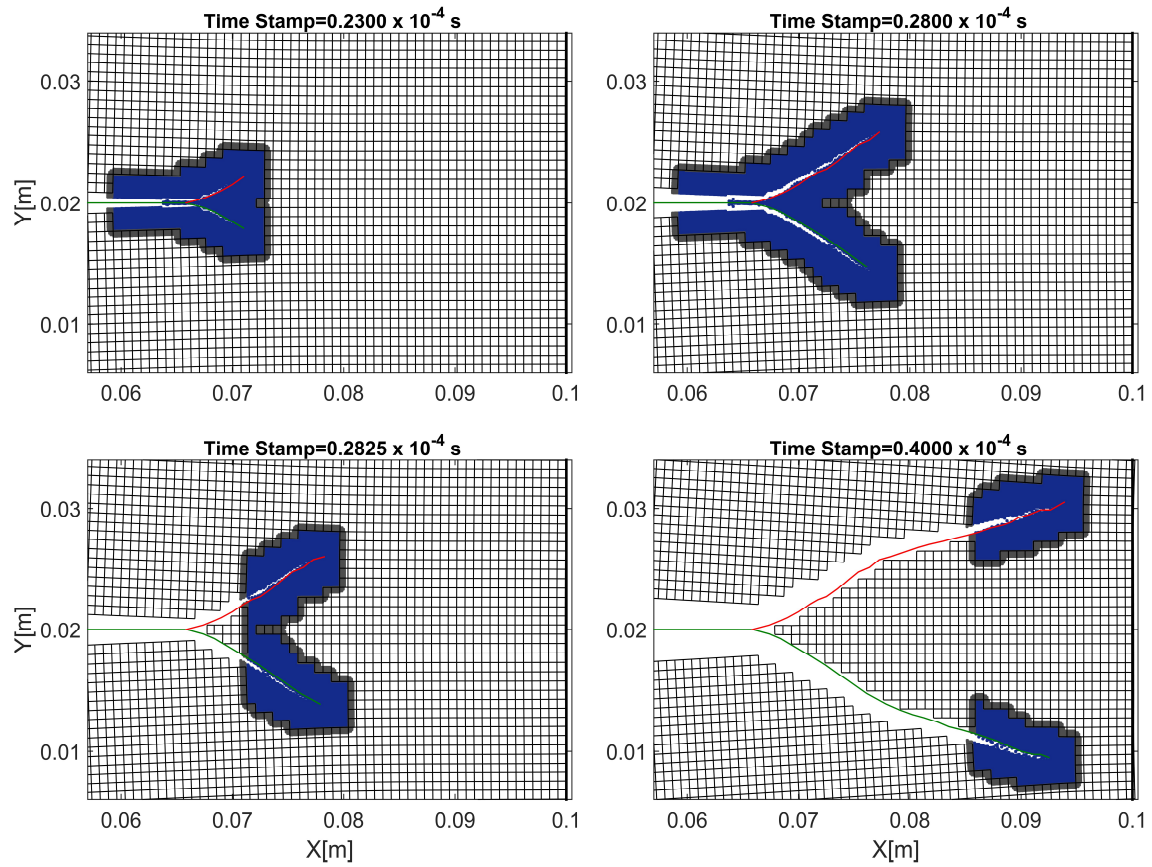 Time Stamp=0.2300 x 10^-4 s
Time Stamp=0.2800 x 10^-4 s
0.03
0.02
0.01
Y[m]
0.06 0.07 0.08 0.09 0.1
0.03
0.02
0.01
0.06 0.07 0.08 0.09 0.1
Time Stamp=0.2825 x 10^-4 s
Time Stamp=0.4000 x 10^-4 s
0.03
0.02
0.01
Y[m]
0.06 0.07 0.08 0.09 0.1
X[m]
0.03
0.02
0.01
0.06 0.07 0.08 0.09 0.1
X[m]